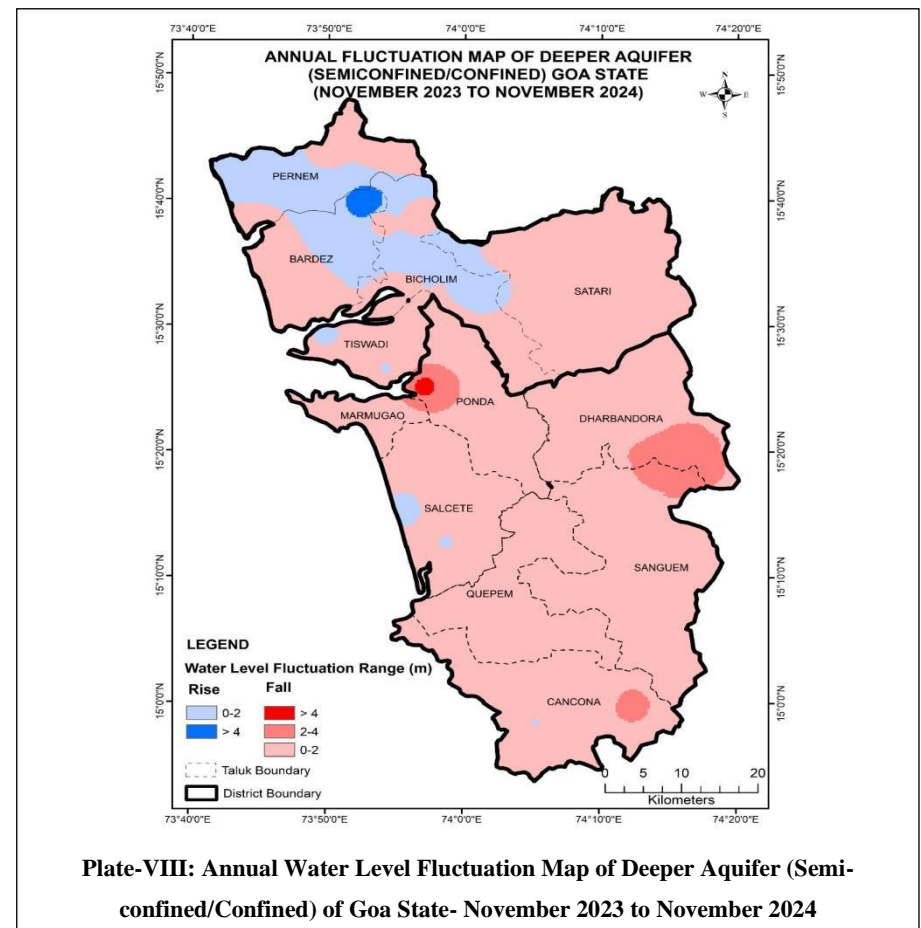 73°40'0"E 73°50'0"E 74°0'0"E 74°10'0"E 74°20'0"E
ANNUAL FLUCTUATION MAP OF DEEPER AQUIFER
(SEMICONFINED/CONFINED) GOA STATE
(NOVEMBER 2023 TO NOVEMBER 2024)
N
W E
S
15°50'0"N 15°50'0"N
PERNEM
15°40'0"N 15°40'0"N
BARDEZ
BICHOLIM
SATARI
15°30'0"N 15°30'0"N
TISWADI
PONDA
MARMUGAO
DHARBANDORA
15°20'0"N 15°20'0"N
SALCETE
SANGUEM
15°10'0"N 15°10'0"N
QUEPEM
LEGEND
Water Level Fluctuation Range (m)
Rise Fall
0-2 > 4
> 4 2-4
0-2
Taluk Boundary
District Boundary
CANCONA
15°0'0"N 15°0'0"N
0 5 10 20
Kilometers
73°40'0"E 73°50'0"E 74°0'0"E 74°10'0"E 74°20'0"E
Plate-VIII: Annual Water Level Fluctuation Map of Deeper Aquifer (Semi-
confined/Confined) of Goa State- November 2023 to November 2024